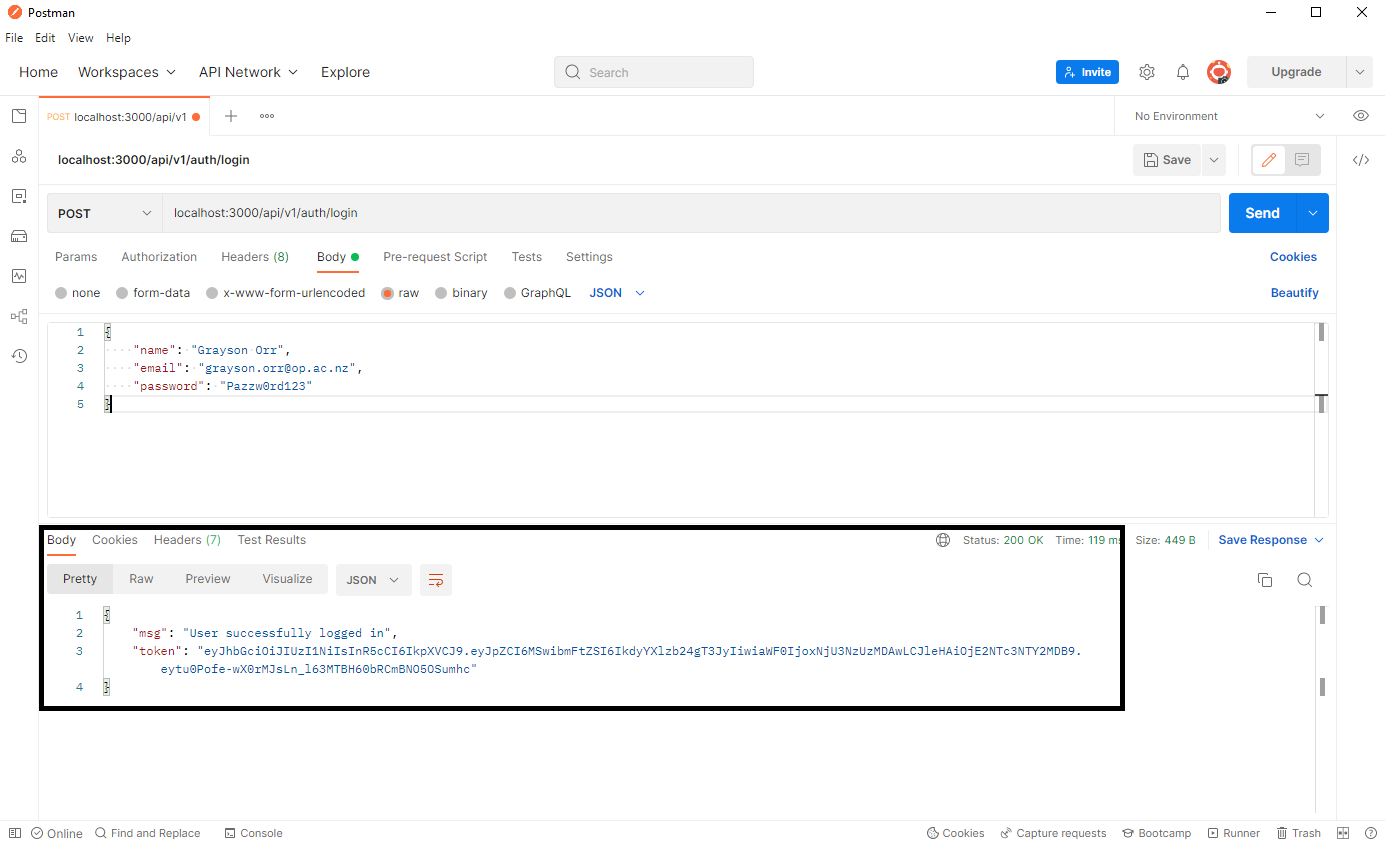 Postman
File Edit View Help
Home Workspaces API Network Explore Search Invite Upgrade
POST localhost:3000/api/v1 No Environment
localhost:3000/api/v1/auth/login Save
POST localhost:3000/api/v1/auth/login Send
Params Authorization Headers (8) Body Pre-request Script Tests Settings Cookies
none form-data x-www-form-urlencoded raw binary GraphQL JSON Beautify
1 {
2 "name": "Grayson Orr",
3 "email": "grayson.orr@op.ac.nz",
4 "password": "Pazzw0rd123"
5 }
Body Cookies Headers (7) Test Results Status: 200 OK Time: 119 ms Size: 449 B Save Response
Pretty Raw Preview Visualize JSON
1 {
2 "msg": "User successfully logged in",
3 "token": "eyJhbGciOiJIUzI1NiIsInR5cCI6IkpXVCJ9.eyJpZCI6MSwibmFtZSI6IkdyYXlzb24gT3JyIiwiaWF0IjoxNjU3NzUzMDAwLCJleHAiOjE2NTc3NTY2MDB9.
eytu0Pofe-wX0rMJsLn_l63MTBH60bRCmBNO5OSumhc"
4 }
Online Find and Replace Console Cookies Capture requests Bootcamp Runner Trash